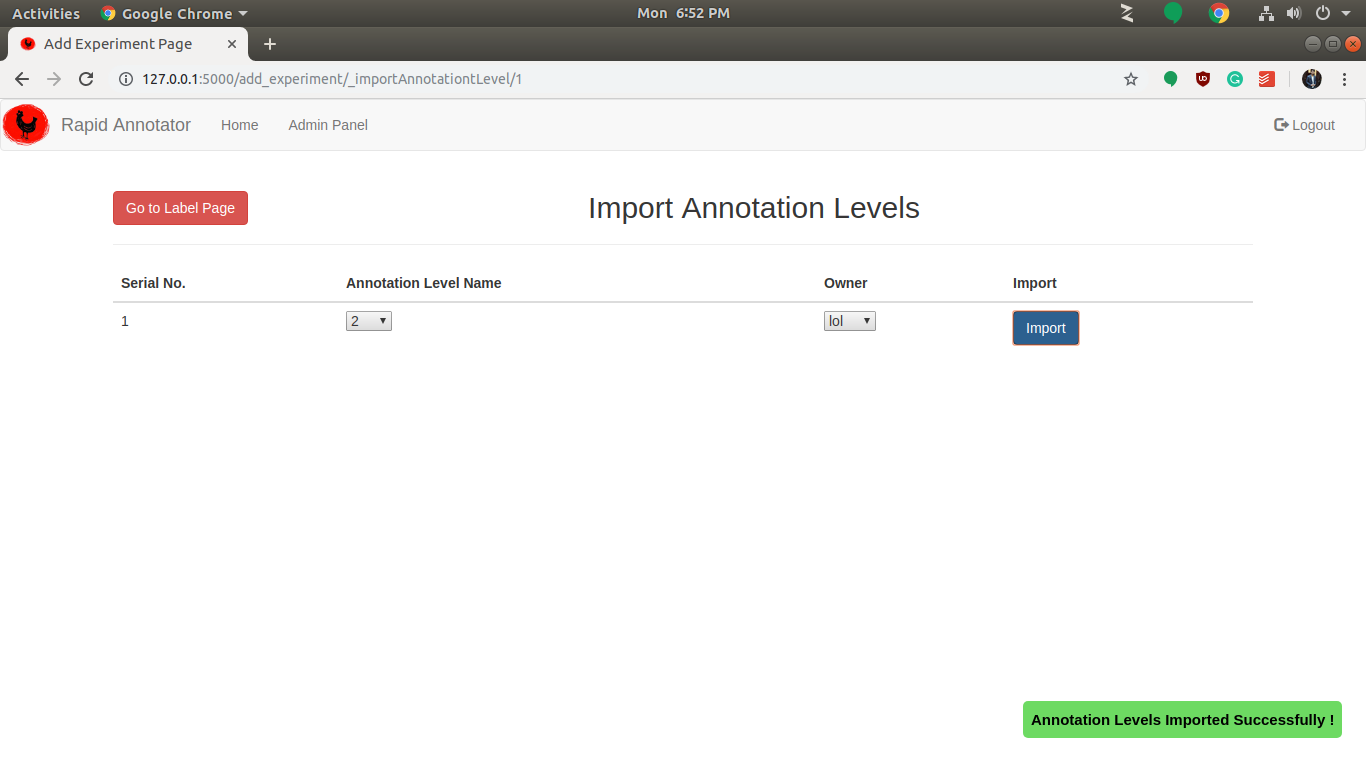 Activities Google Chrome Mon 6:52 PM
Add Experiment Page
127.0.0.1:5000/add_experiment/_importAnnotationtLevel/1
Rapid Annotator Home Admin Panel Logout
Go to Label Page Import Annotation Levels
Serial No. Annotation Level Name Owner Import
1 2 lol Import
Annotation Levels Imported Successfully !